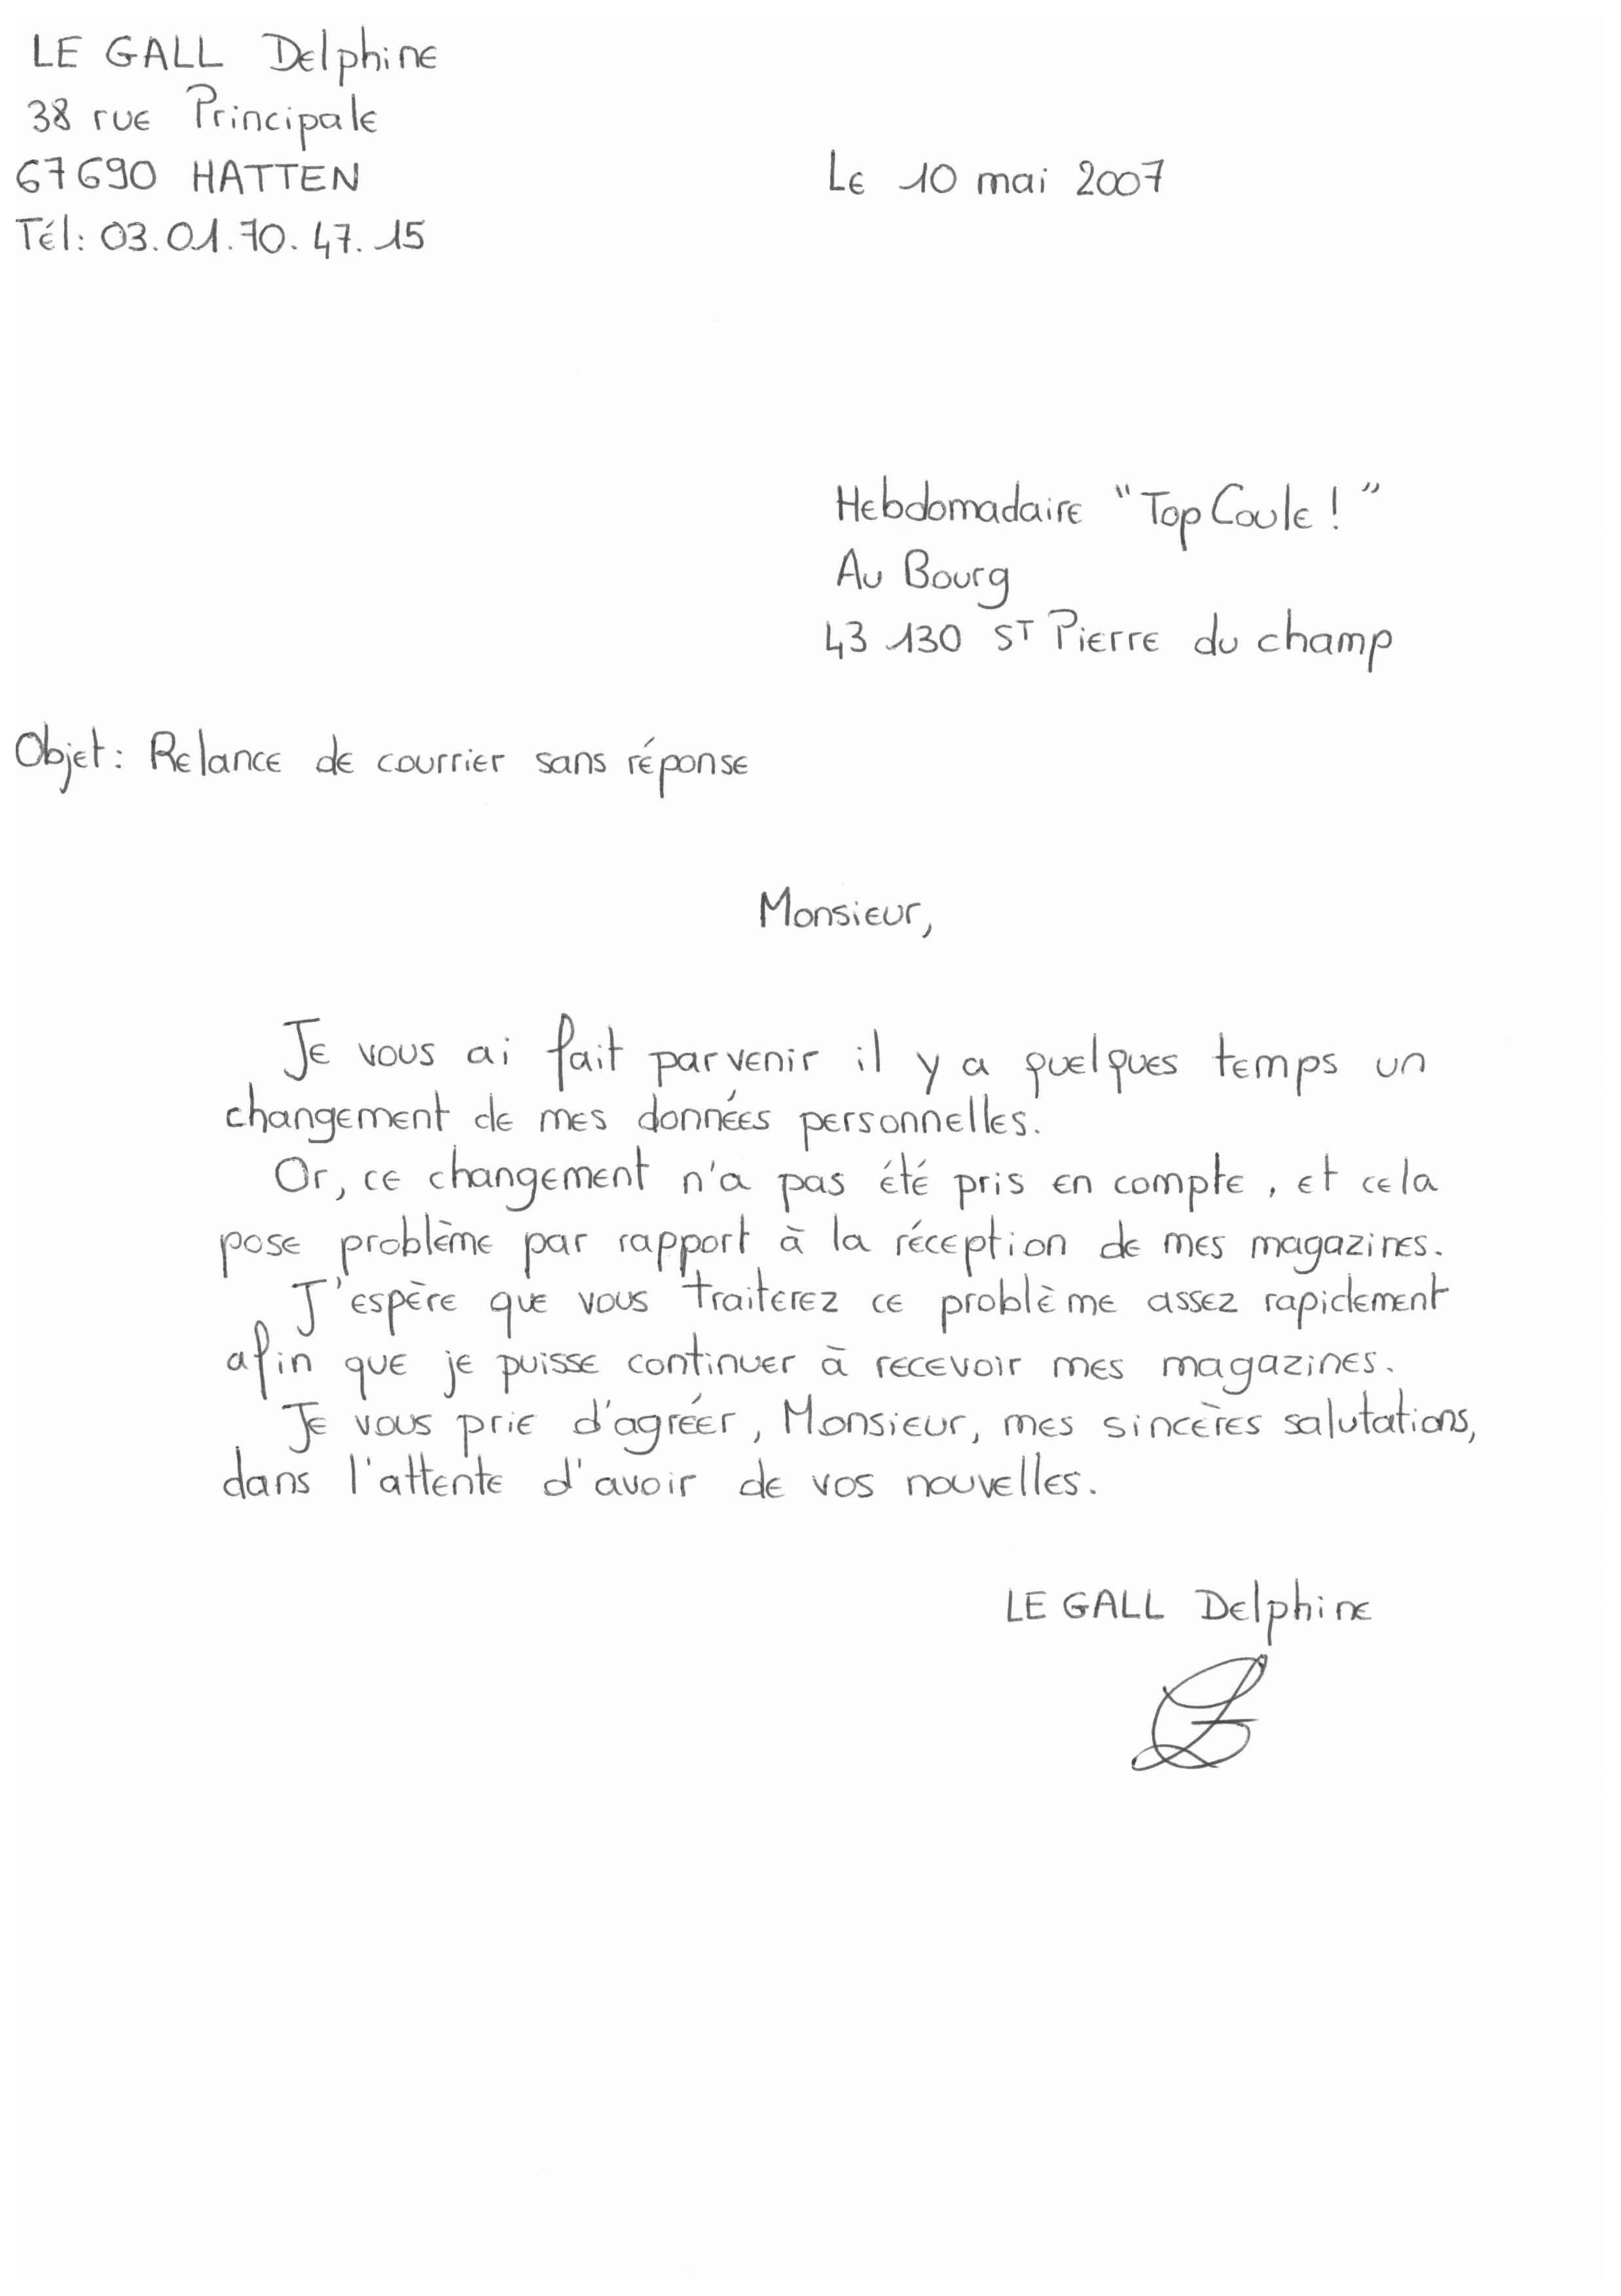 LE GALL Delphine
38 rue Principale
67690 HATTEN
Tél: 03.01.70.47.15
Le 10 mai 2007
Hebdomadaire "Top Coule ! "
Au Bourg
43 130 ST Pierre du champ
Objet: Relance de courrier sans réponse
Monsieur,
Je vous ai fait parvenir il y a quelques temps un
changement de mes données personnelles.
Or, ce changement n'a pas été pris en compte, et cela
pose problème par rapport à la réception de mes magazines.
J'espère que vous traiterez ce problème assez rapidement
afin que je puisse continuer à recevoir mes magazines.
Je vous prie d'agréer, Monsieur, mes sincères salutations,
dans l'attente d'avoir de vos nouvelles.
LE GALL Delphine